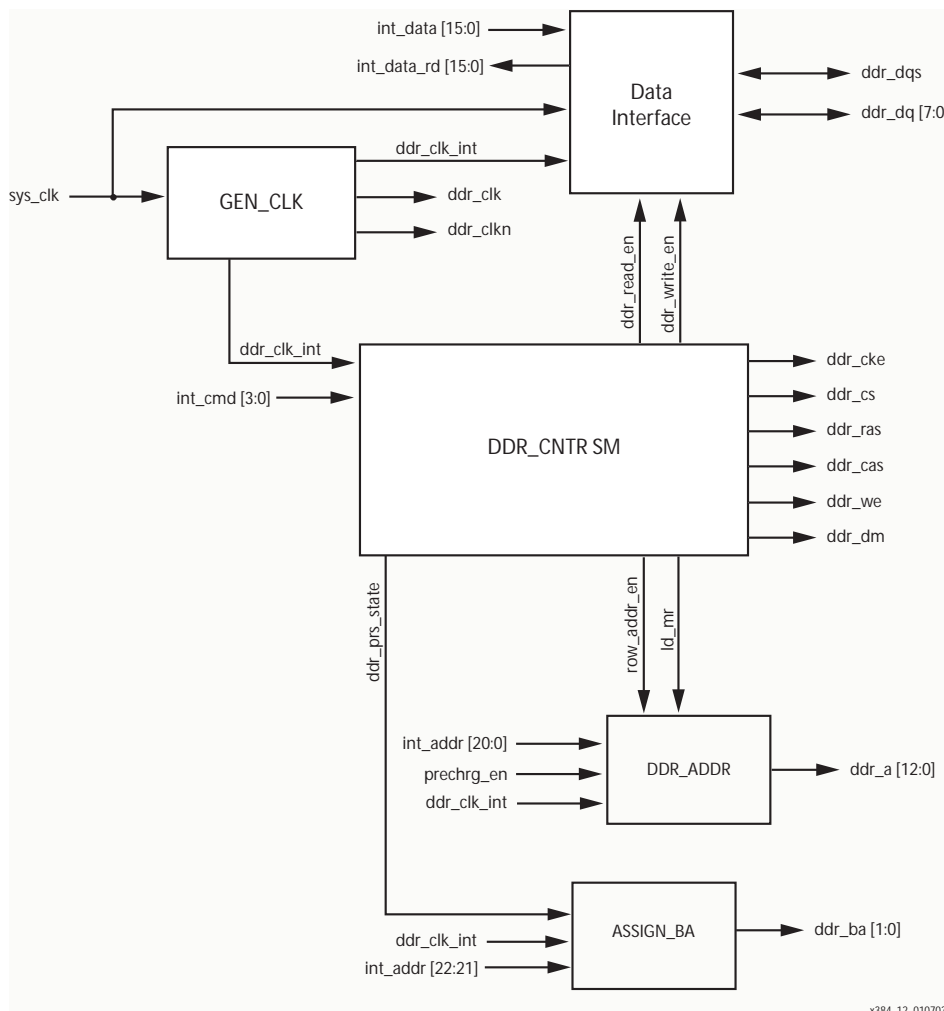 int_data [15:0]
int_data_rd [15:0]
Data
Interface
ddr_dqs
ddr_dq [7:0
ddr_clk_int
sys_clk
GEN_CLK
ddr_clk
ddr_clkn
ddr_read_en
ddr_write_en
ddr_clk_int
int_cmd [3:0]
DDR_CNTR SM
ddr_cke
ddr_cs
ddr_ras
ddr_cas
ddr_we
ddr_dm
ddr_prs_state
row_addr_en
ld_mr
int_addr [20:0]
prechrg_en
ddr_clk_int
DDR_ADDR
ddr_a [12:0]
ddr_clk_int
int_addr [22:21]
ASSIGN_BA
ddr_ba [1:0]
x384_12_010703